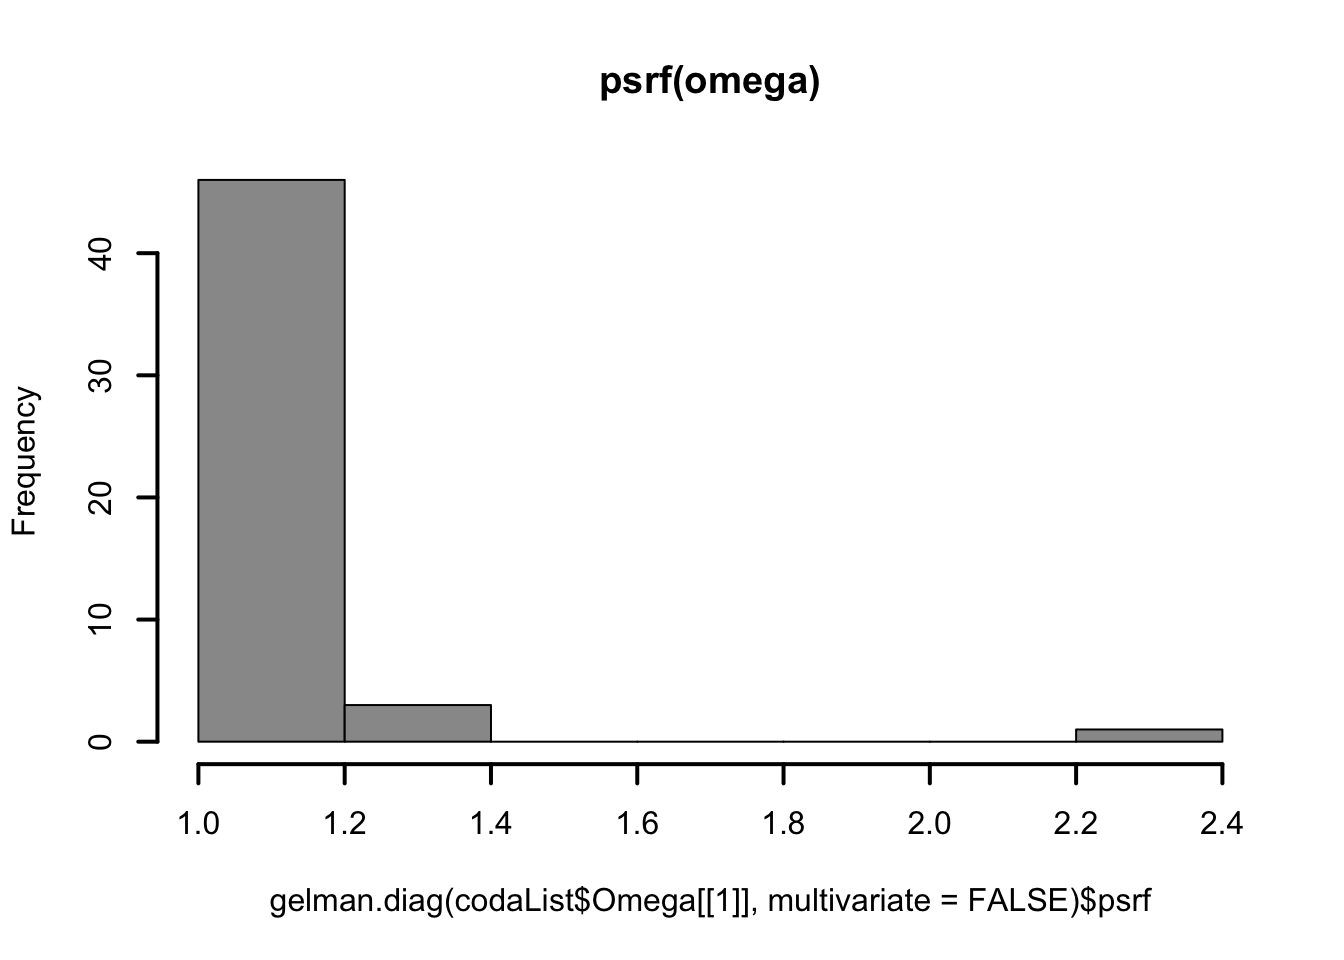 psrf(omega)
Frequency
40
30
20
10
0
1.0 1.2 1.4 1.6 1.8 2.0 2.2 2.4
gelman.diag(codaList$Omega[[1]], multivariate = FALSE)$psrf